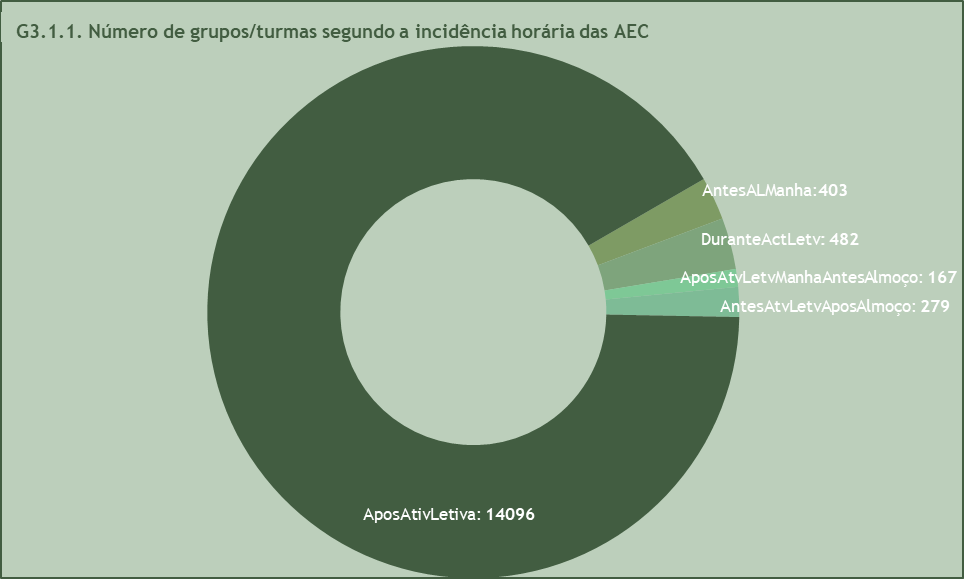 G3.1.1. Número de grupos/turmas segundo a incidência horária das AEC
AntesALManha:403
DuranteActLetv: 482
AposAtvLetvManhaAntesAlmoço: 167
AntesAtvLetvAposAlmoço: 279
AposAtivLetiva: 14096